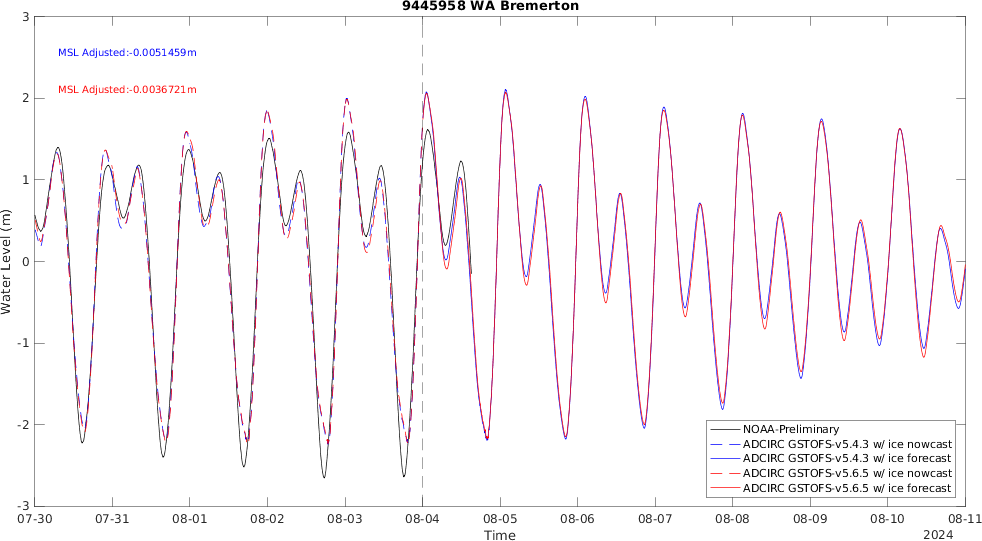 9445958 WA Bremerton
3
MSL Adjusted:-0.0051459m
MSL Adjusted:-0.0036721m
2
1
0
-1
-2
-3
Water Level (m)
NOAA-Preliminary
ADCIRC GSTOFS-v5.4.3 w/ ice nowcast
ADCIRC GSTOFS-v5.4.3 w/ ice forecast
ADCIRC GSTOFS-v5.6.5 w/ ice nowcast
ADCIRC GSTOFS-v5.6.5 w/ ice forecast
07-30 07-31 08-01 08-02 08-03 08-04 08-05 08-06 08-07 08-08 08-09 08-10 08-11
Time
2024